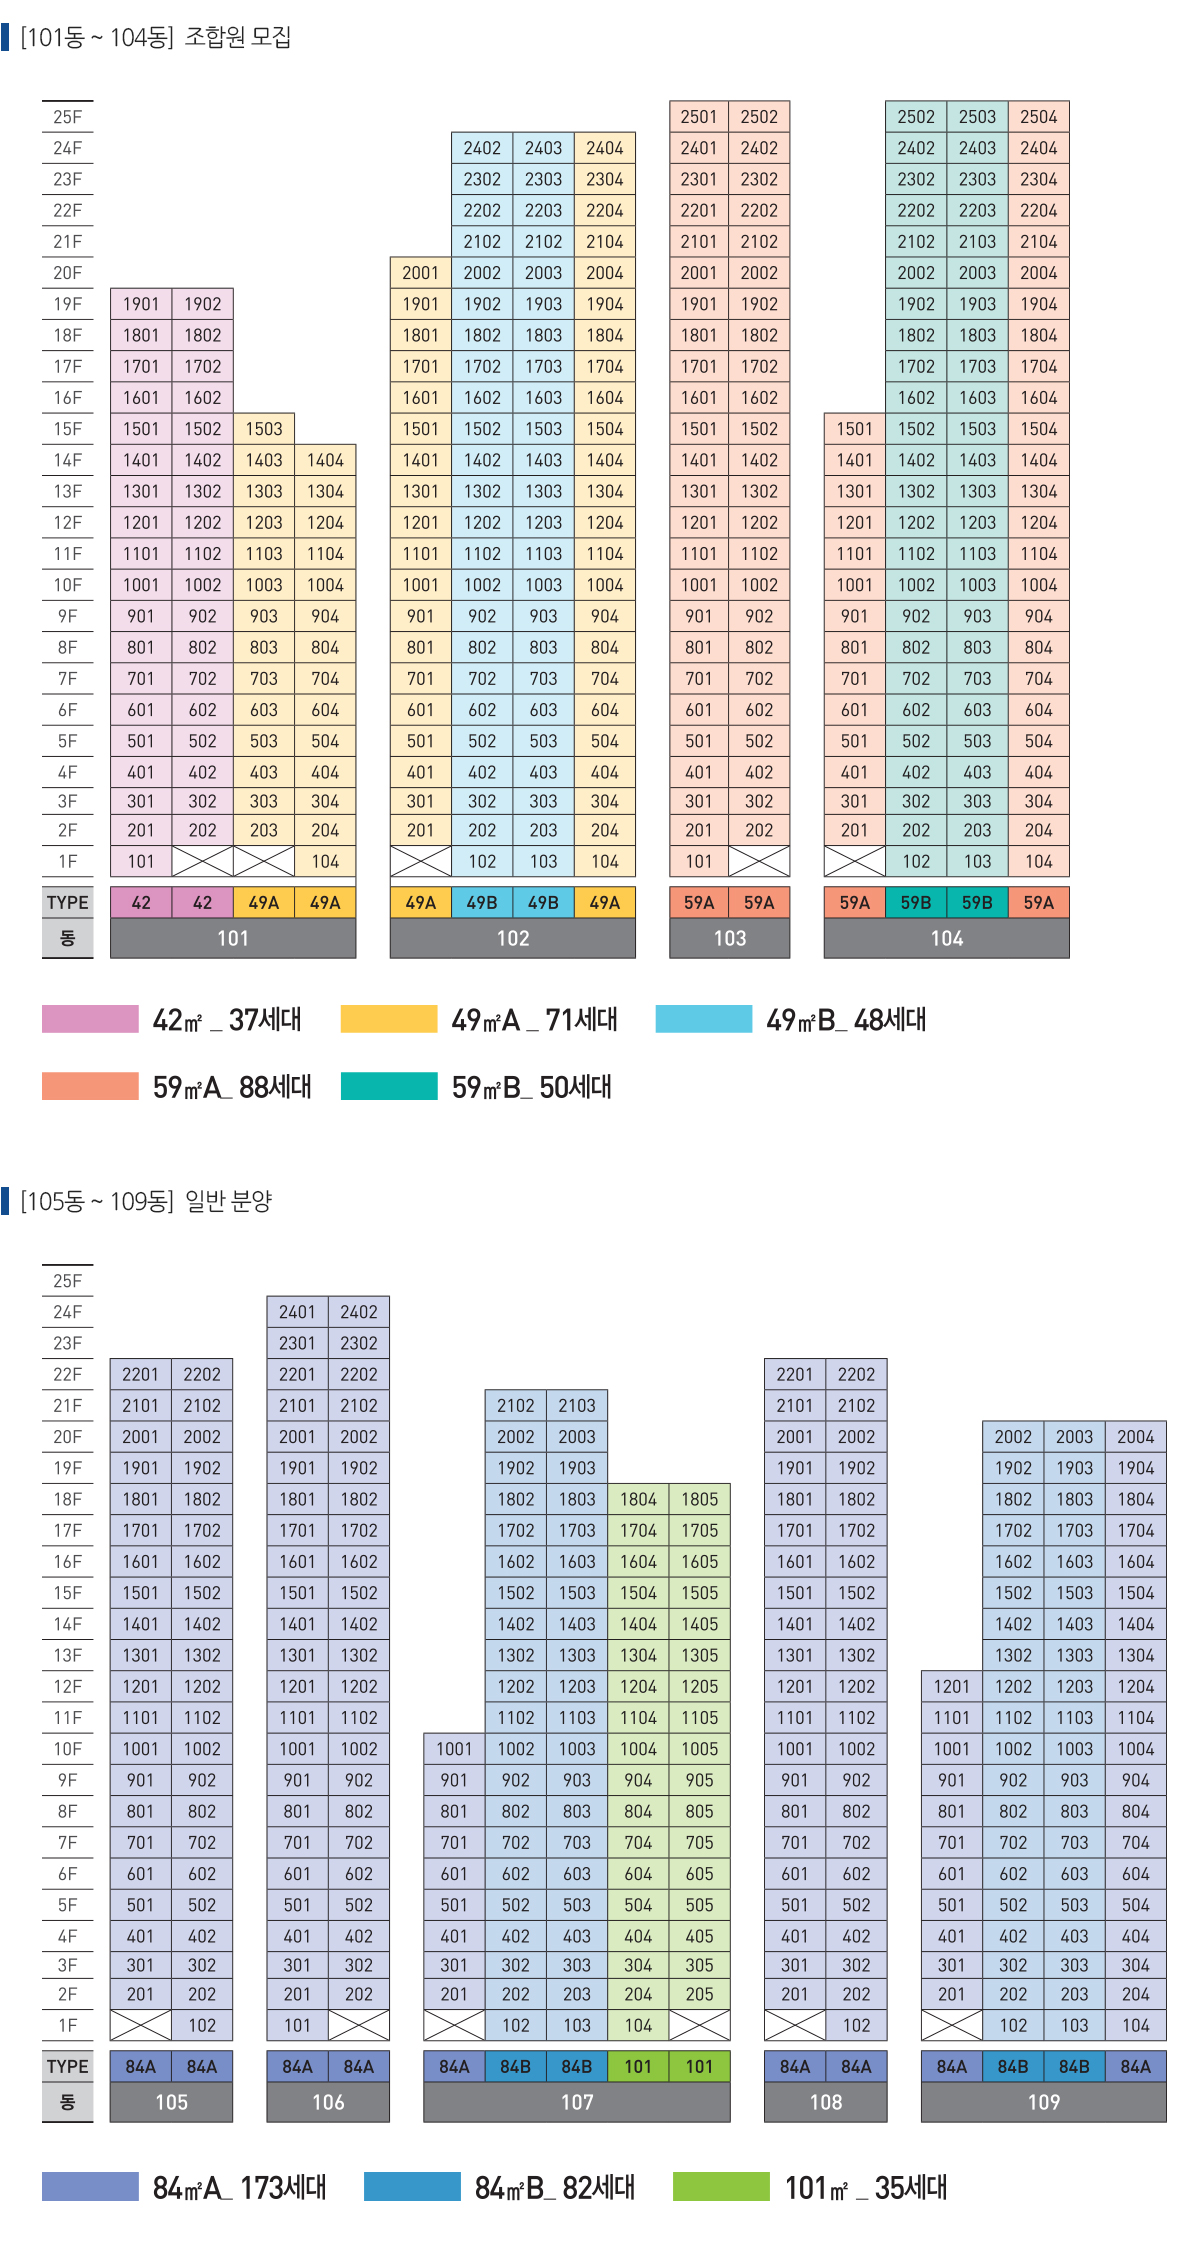 [101동 ~ 104동] 조합원 모집
25F 2501 2502 2502 2503 2504
24F 2402 2403 2404 2401 2402 2402 2403 2404
23F 2302 2303 2304 2301 2302 2302 2303 2304
22F 2202 2203 2204 2201 2202 2202 2203 2204
21F 2102 2102 2104 2101 2102 2102 2103 2104
20F 2001 2002 2003 2004 2001 2002 2002 2003 2004
19F 1901 1902 1901 1902 1903 1904 1901 1902 1902 1903 1904
18F 1801 1802 1801 1802 1803 1804 1801 1802 1802 1803 1804
17F 1701 1702 1701 1702 1703 1704 1701 1702 1702 1703 1704
16F 1601 1602 1601 1602 1603 1604 1601 1602 1602 1603 1604
15F 1501 1502 1503 1501 1502 1503 1504 1501 1502 1501 1502 1503 1504
14F 1401 1402 1403 1404 1401 1402 1403 1404 1401 1402 1401 1402 1403 1404
13F 1301 1302 1303 1304 1301 1302 1303 1304 1301 1302 1301 1302 1303 1304
12F 1201 1202 1203 1204 1201 1202 1203 1204 1201 1202 1201 1202 1203 1204
11F 1101 1102 1103 1104 1101 1102 1103 1104 1101 1102 1101 1102 1103 1104
10F 1001 1002 1003 1004 1001 1002 1003 1004 1001 1002 1001 1002 1003 1004
9F 901 902 903 904 901 902 903 904 901 902 901 902 903 904
8F 801 802 803 804 801 802 803 804 801 802 801 802 803 804
7F 701 702 703 704 701 702 703 704 701 702 701 702 703 704
6F 601 602 603 604 601 602 603 604 601 602 601 602 603 604
5F 501 502 503 504 501 502 503 504 501 502 501 502 503 504
4F 401 402 403 404 401 402 403 404 401 402 401 402 403 404
3F 301 302 303 304 301 302 303 304 301 302 301 302 303 304
2F 201 202 203 204 201 202 203 204 201 202 201 202 203 204
1F 101 104 102 103 104 101 102 103 104
TYPE 42 42 49A 49A 49A 49B 49B 49A 59A 59A 59A 59B 59B 59A
동 101 102 103 104
42㎡ _ 37세대 49㎡A _ 71세대 49㎡B_ 48세대
59㎡A_ 88세대 59㎡B_ 50세대
[105동 ~ 109동] 일반 분양
25F
24F 2401 2402
23F 2301 2302
22F 2201 2202 2201 2202 2201 2202
21F 2101 2102 2101 2102 2102 2103 2101 2102
20F 2001 2002 2001 2002 2002 2003 2001 2002 2002 2003 2004
19F 1901 1902 1901 1902 1902 1903 1901 1902 1902 1903 1904
18F 1801 1802 1801 1802 1802 1803 1804 1805 1801 1802 1802 1803 1804
17F 1701 1702 1701 1702 1702 1703 1704 1705 1701 1702 1702 1703 1704
16F 1601 1602 1601 1602 1602 1603 1604 1605 1601 1602 1602 1603 1604
15F 1501 1502 1501 1502 1502 1503 1504 1505 1501 1502 1502 1503 1504
14F 1401 1402 1401 1402 1402 1403 1404 1405 1401 1402 1402 1403 1404
13F 1301 1302 1301 1302 1302 1303 1304 1305 1301 1302 1302 1303 1304
12F 1201 1202 1201 1202 1202 1203 1204 1205 1201 1202 1201 1202 1203 1204
11F 1101 1102 1101 1102 1102 1103 1104 1105 1101 1102 1101 1102 1103 1104
10F 1001 1002 1001 1002 1001 1002 1003 1004 1005 1001 1002 1001 1002 1003 1004
9F 901 902 901 902 901 902 903 904 905 901 902 901 902 903 904
8F 801 802 801 802 801 802 803 804 805 801 802 801 802 803 804
7F 701 702 701 702 701 702 703 704 705 701 702 701 702 703 704
6F 601 602 601 602 601 602 603 604 605 601 602 601 602 603 604
5F 501 502 501 502 501 502 503 504 505 501 502 501 502 503 504
4F 401 402 401 402 401 402 403 404 405 401 402 401 402 403 404
3F 301 302 301 302 301 302 303 304 305 301 302 301 302 303 304
2F 201 202 201 202 201 202 203 204 205 201 202 201 202 203 204
1F 102 101 102 103 104 102 102 103 104
TYPE 84A 84A 84A 84A 84A 84B 84B 101 101 84A 84A 84A 84B 84B 84A
동 105 106 107 108 109
84㎡A_ 173세대 84㎡B_ 82세대 101㎡ _ 35세대